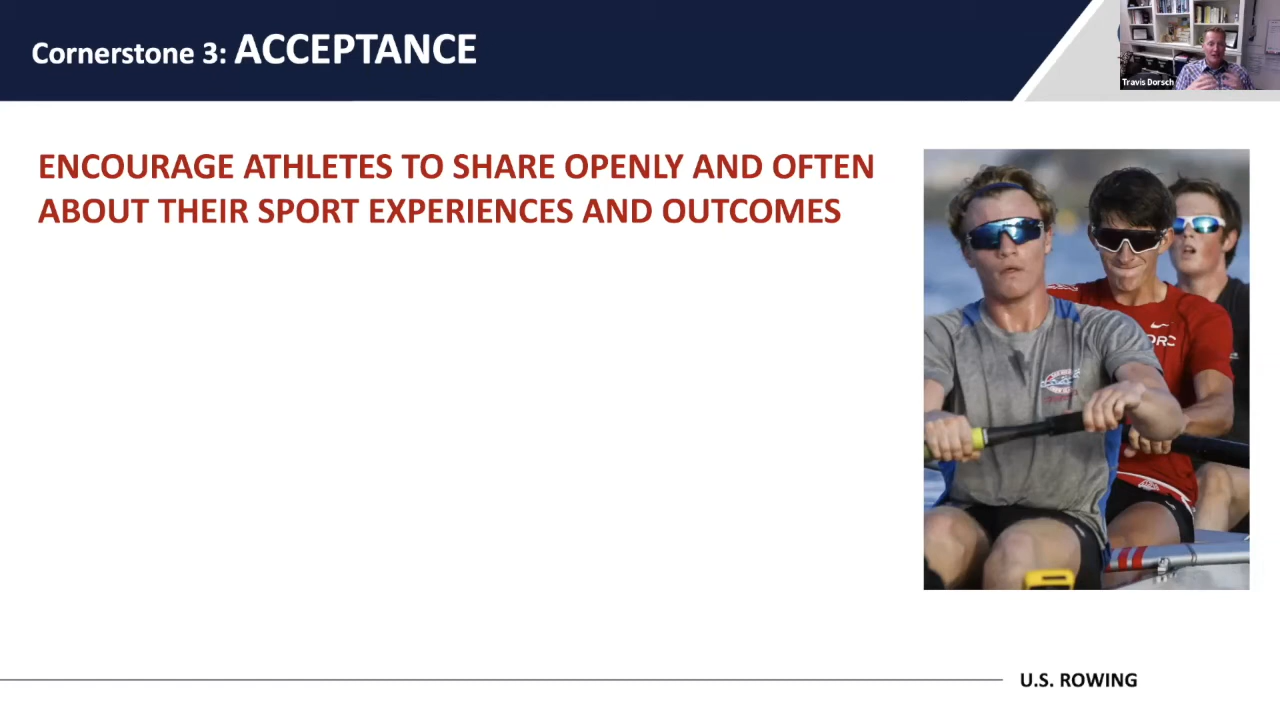 Cornerstone 3: ACCEPTANCE
Travis Dorsch
ENCOURAGE ATHLETES TO SHARE OPENLY AND OFTEN
ABOUT THEIR SPORT EXPERIENCES AND OUTCOMES
U.S. ROWING